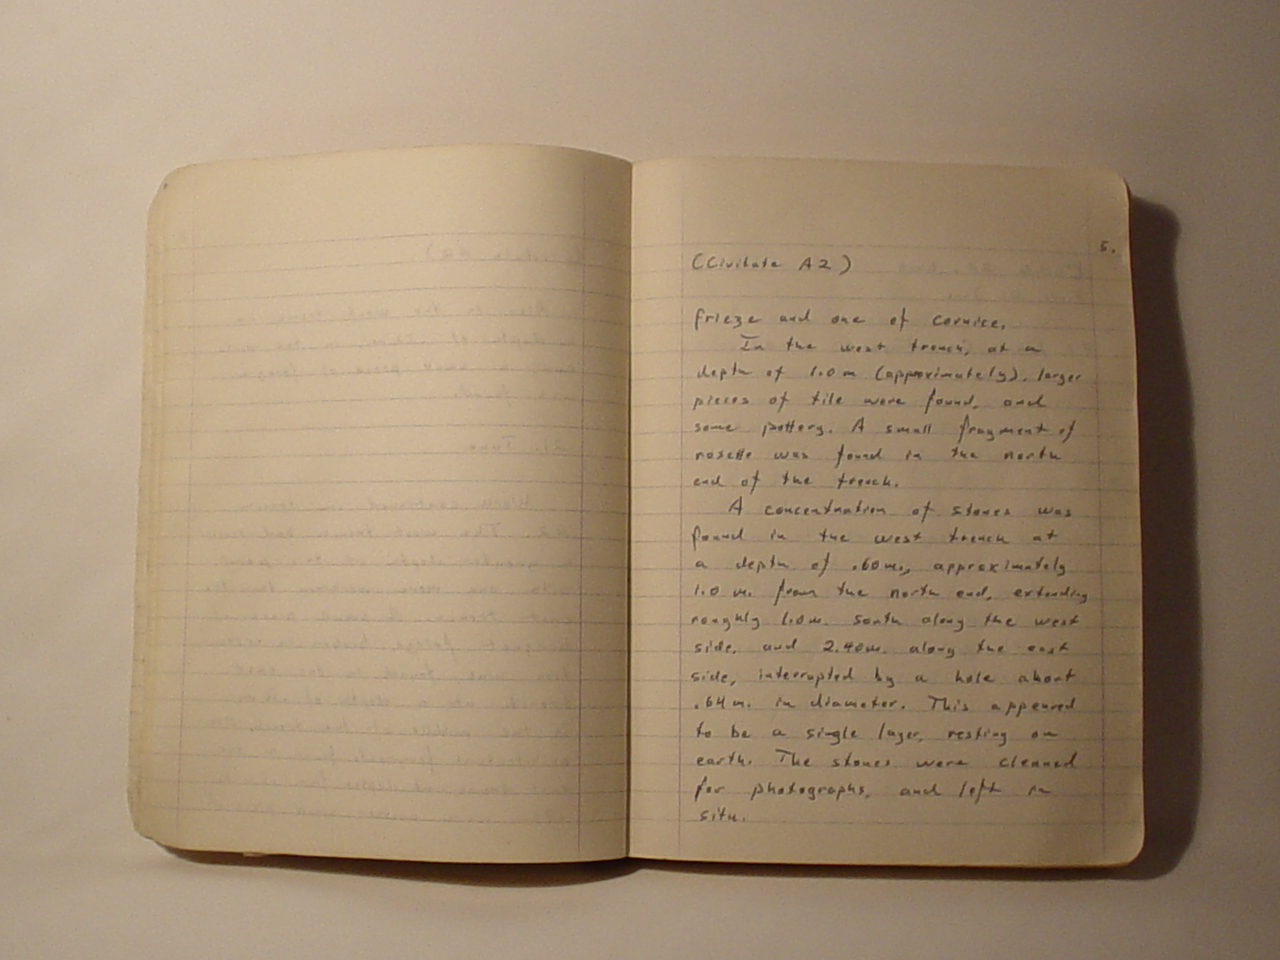 5.
(Civitate A2)
frieze and one of cornice.
In the west trench, at a
depth of 1.0 m (approximately), larger
pieces of tile were found, and
some pottery. A small fragment of
rosette was found in the north
end of the trench.
A concentration of stones was
found in the west trench at
a depth of .60m., approximately
1.0 m. from the north end, extending
roughly 1.0m. south along the west
side, and 2.40m. along the east
side, interrupted by a hole about
.64m. in diameter. This appeared
to be a single layer, resting on
earth. The stones were cleaned
for photographs, and left in
situ.